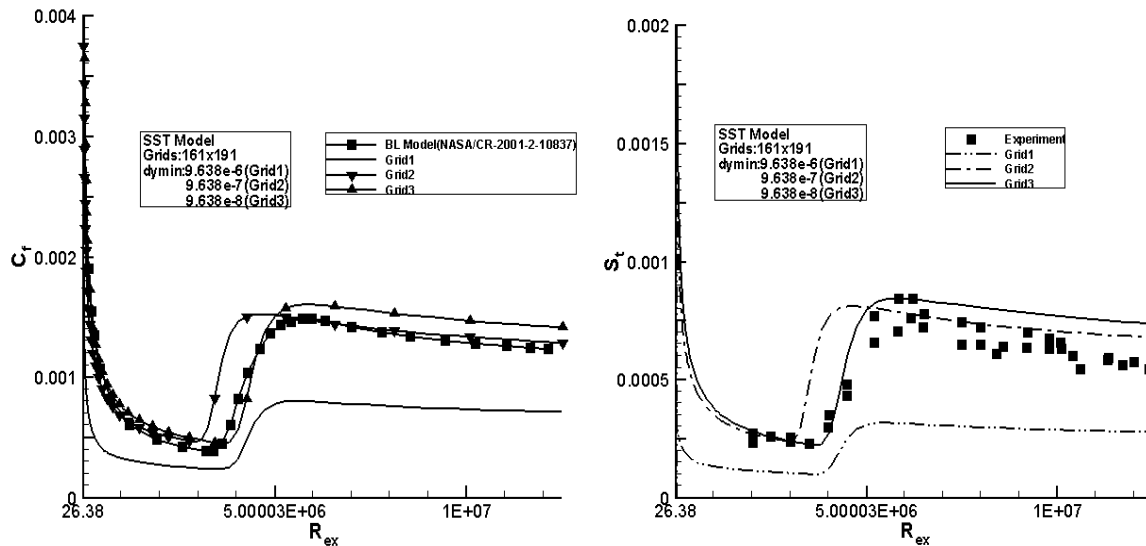 0.004
0.003
0.002
0.001
0
C_f
SST Model
Grids:161x191
dymin:9.638e-6(Grid1)
9.638e-7(Grid2)
9.638e-8(Grid3)
BL Model(NASA/CR-2001-2-10837)
Grid1
Grid2
Grid3
26.38 5.00003E+06 1E+07
R_ex
0.002
0.0015
0.001
0.0005
0
S_t
SST Model
Grids:161x191
dymin:9.638e-6(Grid1)
9.638e-7(Grid2)
9.638e-8(Grid3)
Experiment
Grid1
Grid2
Grid3
26.38 5.00003E+06 1E+07
R_ex